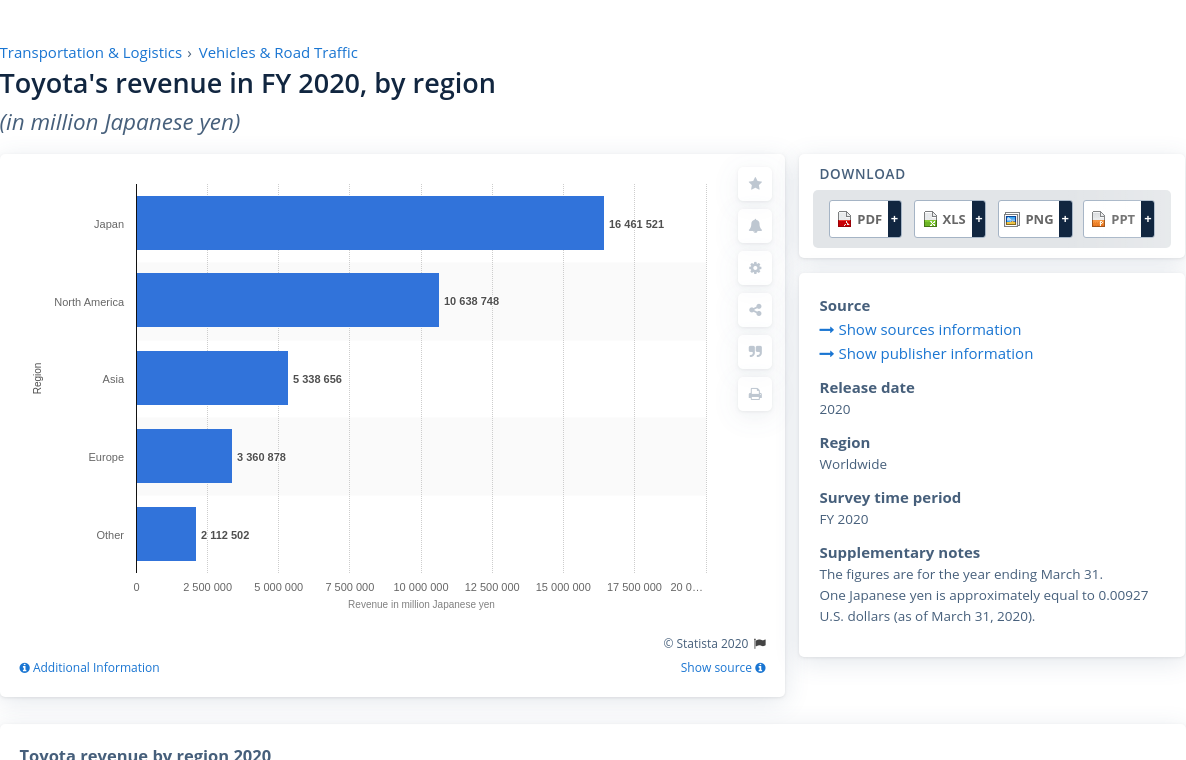 Transportation & Logistics › Vehicles & Road Traffic
Toyota's revenue in FY 2020, by region
(in million Japanese yen)
Japan
16 461 521
North America
10 638 748
Asia
5 338 656
Europe
3 360 878
Other
2 112 502
Region
0 2 500 000 5 000 000 7 500 000 10 000 000 12 500 000 15 000 000 17 500 000 20 0…
Revenue in million Japanese yen
© Statista 2020
Additional Information
Show source
DOWNLOAD
PDF + XLS + PNG + PPT +
Source
Show sources information
Show publisher information
Release date
2020
Region
Worldwide
Survey time period
FY 2020
Supplementary notes
The figures are for the year ending March 31.
One Japanese yen is approximately equal to 0.00927
U.S. dollars (as of March 31, 2020).
Toyota revenue by region 2020